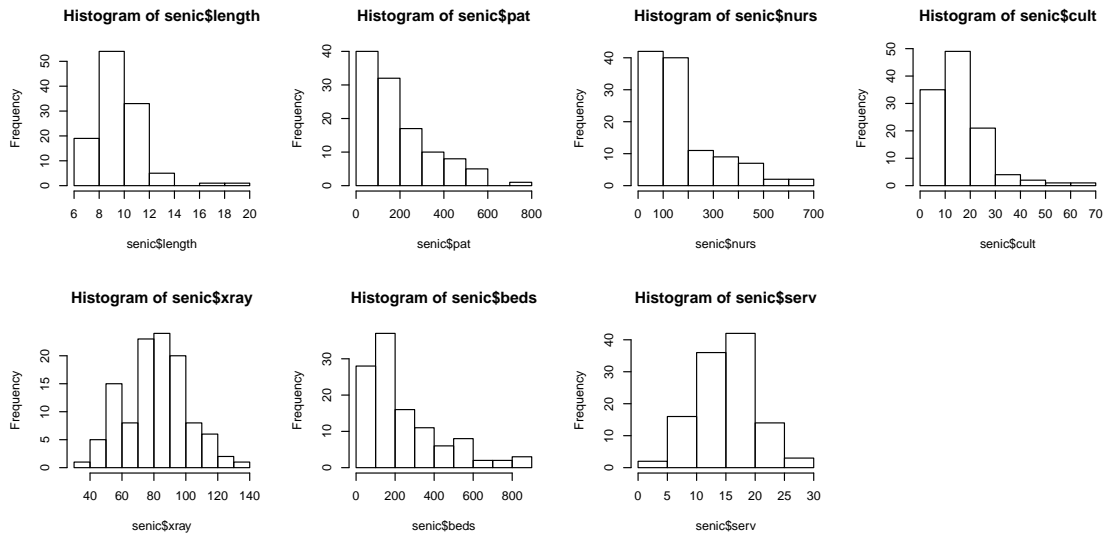 Histogram of senic$length
Frequency
0 10 20 30 40 50
6 8 10 12 14 16 18 20
senic$length
Histogram of senic$pat
Frequency
0 10 20 30 40
0 200 400 600 800
senic$pat
Histogram of senic$nurs
Frequency
0 10 20 30 40
0 100 300 500 700
senic$nurs
Histogram of senic$cult
Frequency
0 10 20 30 40 50
0 10 20 30 40 50 60 70
senic$cult
Histogram of senic$xray
Frequency
0 5 10 15 20
40 60 80 100 120 140
senic$xray
Histogram of senic$beds
Frequency
0 10 20 30
0 200 400 600 800
senic$beds
Histogram of senic$serv
Frequency
0 10 20 30 40
0 5 10 15 20 25 30
senic$serv